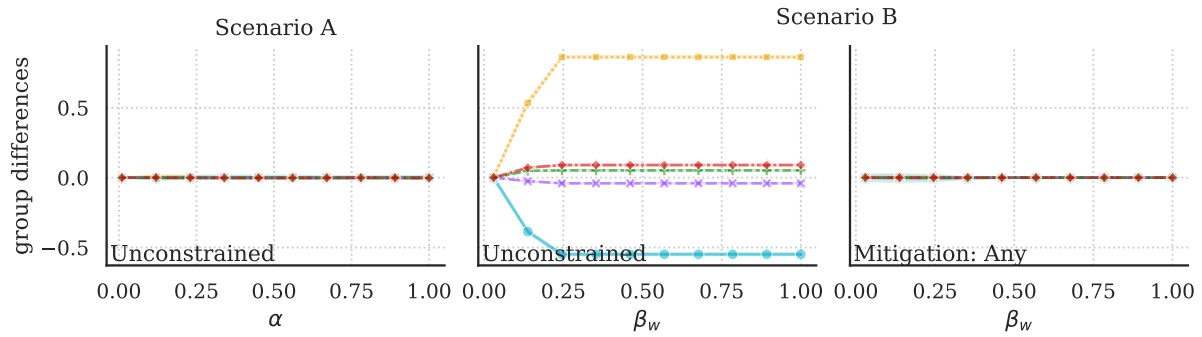 Scenario A
Scenario B
group differences
0.5
0.0
−0.5
Unconstrained
Unconstrained
Mitigation: Any
0.00 0.25 0.50 0.75 1.00
0.00 0.25 0.50 0.75 1.00
0.00 0.25 0.50 0.75 1.00
α
β_w
β_w